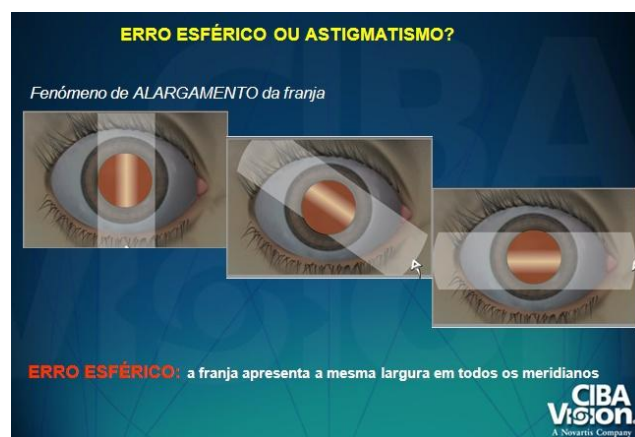 ERRO ESFÉRICO OU ASTIGMATISMO?
Fenómeno de ALARGAMENTO da franja
ERRO ESFÉRICO: a franja apresenta a mesma largura em todos os meridianos
CIBA
Vision
A Novartis Company